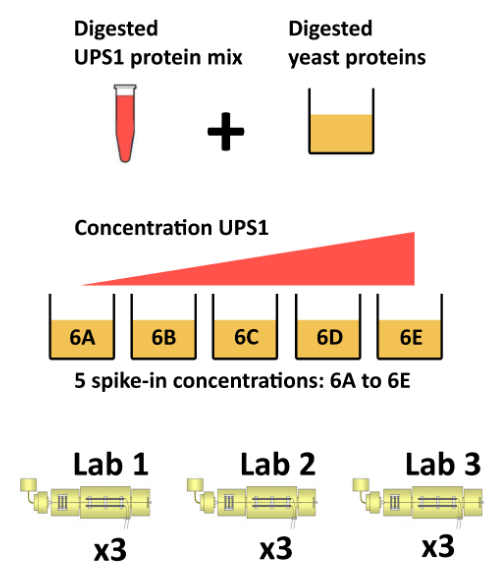 Digested
UPS1 protein mix
Digested
yeast proteins
+
Concentration UPS1
6A 6B 6C 6D 6E
5 spike-in concentrations: 6A to 6E
Lab 1 Lab 2 Lab 3
x3 x3 x3